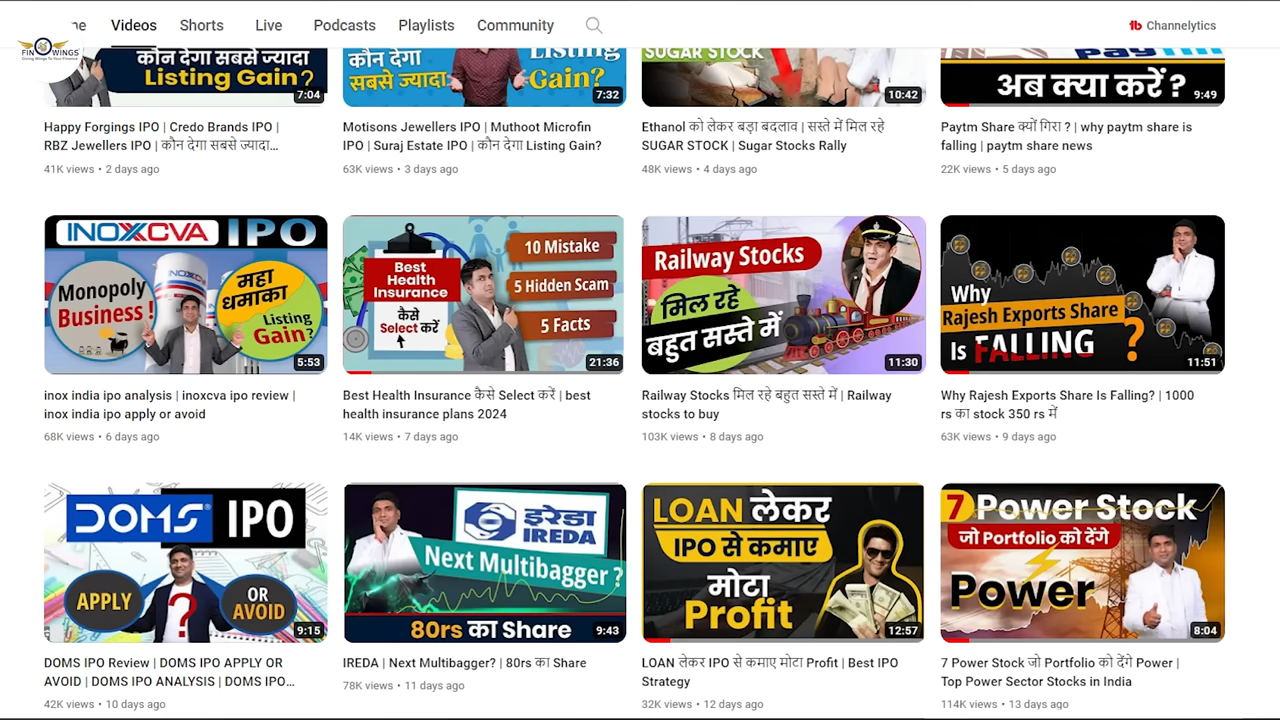 ne Videos Shorts Live Podcasts Playlists Community Channelytics
FINOWINGS
Giving Wings To Your Finance
कौन देगा सबसे ज्यादा
Listing Gain?
7:04
Listing
कौन देगा
सबसे ज्यादा
Gain?
7:32
SUGAR STOCK
10:42
Paytm
अब क्या करें ?
9:49
Happy Forgings IPO | Credo Brands IPO |
RBZ Jewellers IPO | कौन देगा सबसे ज्यादा...
41K views • 2 days ago
Motisons Jewellers IPO | Muthoot Microfin
IPO | Suraj Estate IPO | कौन देगा Listing Gain?
63K views • 3 days ago
Ethanol को लेकर बड़ा बदलाव | सस्ते में मिल रहे
SUGAR STOCK | Sugar Stocks Rally
48K views • 4 days ago
Paytm Share क्यों गिरा ? | why paytm share is
falling | paytm share news
22K views • 5 days ago
INOXCVA IPO
Monopoly
Business !
महा
धमाका
Listing
Gain?
5:53
Best
Health
Insurance
कैसे
Select करें
10 Mistake
5 Hidden Scam
5 Facts
21:36
Railway Stocks
मिल रहे
बहुत सस्ते में
11:30
Why
Rajesh Exports Share
Is FALLING ?
11:51
inox india ipo analysis | inoxcva ipo review |
inox india ipo apply or avoid
68K views • 6 days ago
Best Health Insurance कैसे Select करें | best
health insurance plans 2024
14K views • 7 days ago
Railway Stocks मिल रहे बहुत सस्ते में | Railway
stocks to buy
103K views • 8 days ago
Why Rajesh Exports Share Is Falling? | 1000
rs का stock 350 rs में
63K views • 9 days ago
DOMS® IPO
APPLY
?
OR
AVOID
9:15
इरेडा
IREDA
Next Multibagger ?
80rs का Share
9:43
LOAN लेकर
IPO से कमाए
मोटा
Profit
12:57
7 Power Stock
जो Portfolio को देंगे
Power
8:04
DOMS IPO Review | DOMS IPO APPLY OR
AVOID | DOMS IPO ANALYSIS | DOMS IPO...
42K views • 10 days ago
IREDA | Next Multibagger? | 80rs का Share
78K views • 11 days ago
LOAN लेकर IPO से कमाए मोटा Profit | Best IPO
Strategy
32K views • 12 days ago
7 Power Stock जो Portfolio को देंगे Power |
Top Power Sector Stocks in India
114K views • 13 days ago